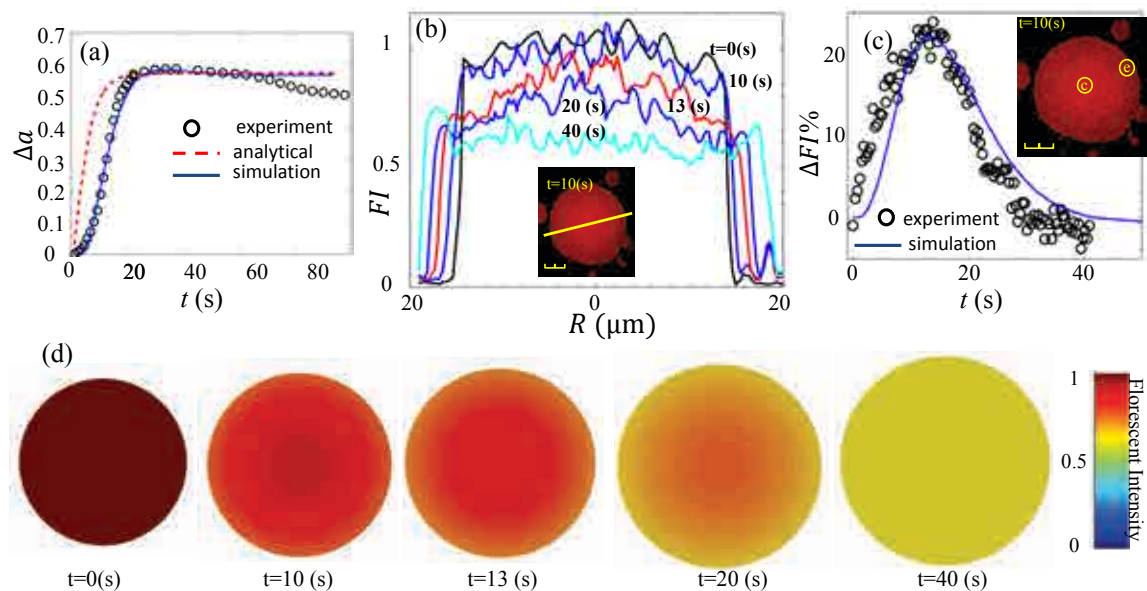 (a)
0.7
0.6
0.5
0.4
0.3
0.2
0.1
0
Δa
experiment
analytical
simulation
0 20 40 60 80
t (s)
(b)
t=0(s)
10 (s)
20 (s)
13 (s)
40 (s)
1
0.5
0
FI
t=10(s)
20 0 20
R (μm)
(c)
t=10(s)
e
c
20
10
0
ΔFI%
experiment
simulation
0 20 40
t (s)
(d)
1
0.5
0
Florescent Intensity
t=0(s)
t=10 (s)
t=13 (s)
t=20 (s)
t=40 (s)